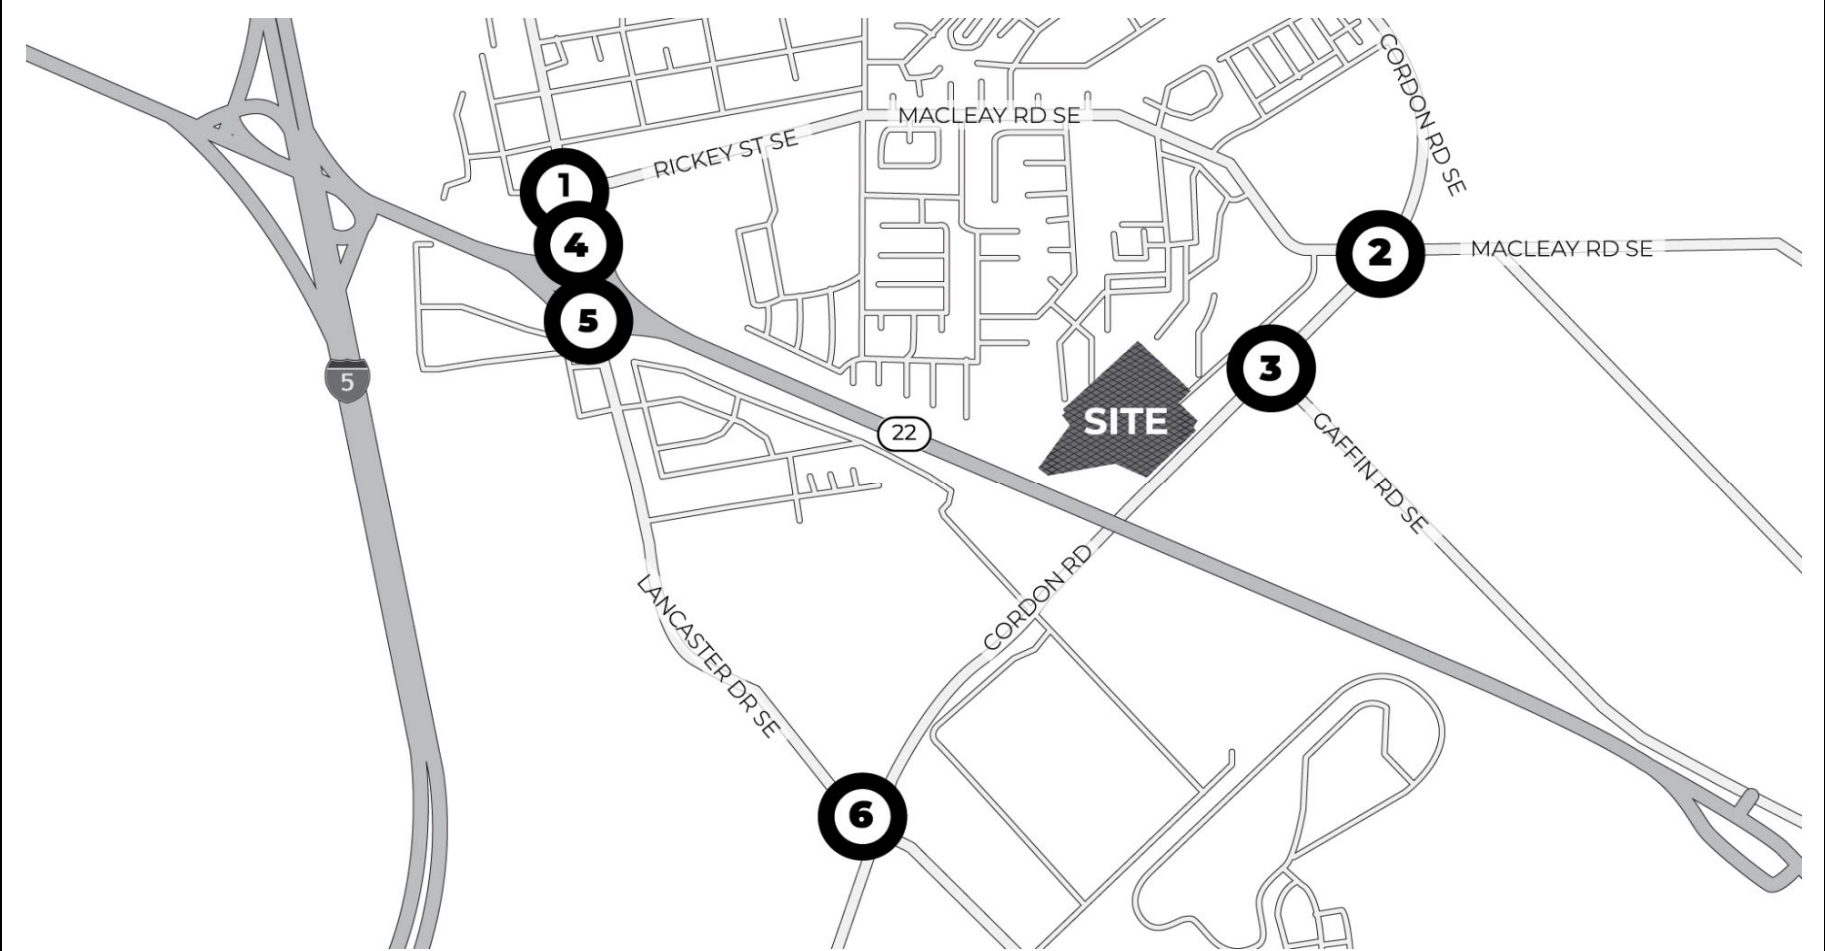 CORDON RD SE
MACLEAY RD SE
RICKEY ST SE
1
4
2
MACLEAY RD SE
5
3
5
SITE
22
GAFFIN RD SE
CORDON RD
LANCASTER DR SE
6